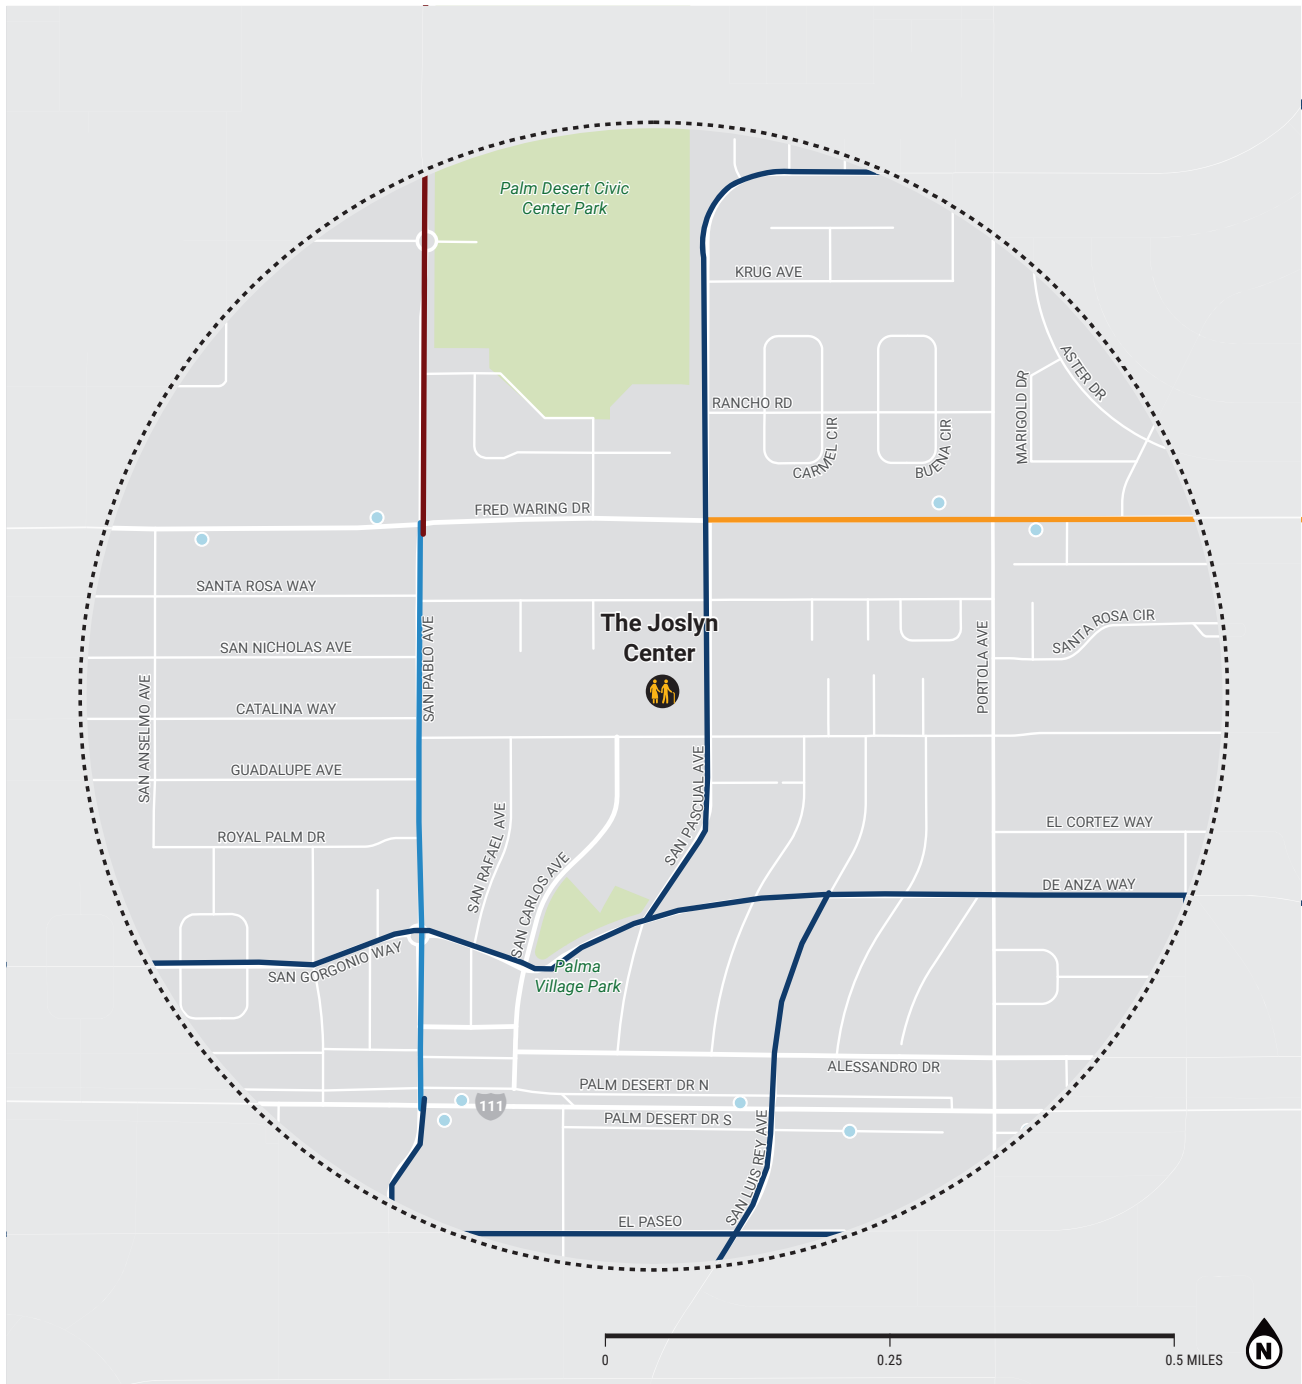 Palm Desert Civic
Center Park
KRUG AVE
ASTER DR
MARIGOLD DR
RANCHO RD
CARMEL CIR
BUENA CIR
FRED WARING DR
SANTA ROSA WAY
The Joslyn
Center
SANTA ROSA CIR
SAN NICHOLAS AVE
SAN PABLO AVE
PORTOLA AVE
SAN ANSELMO AVE
CATALINA WAY
GUADALUPE AVE
SAN PASCUAL AVE
ROYAL PALM DR
SAN RAFAEL AVE
SAN CARLOS AVE
EL CORTEZ WAY
DE ANZA WAY
SAN GORGONIO WAY
Palma
Village Park
ALESSANDRO DR
PALM DESERT DR N
111
PALM DESERT DR S
SAN LUIS REY AVE
EL PASEO
0
0.25
0.5 MILES
N